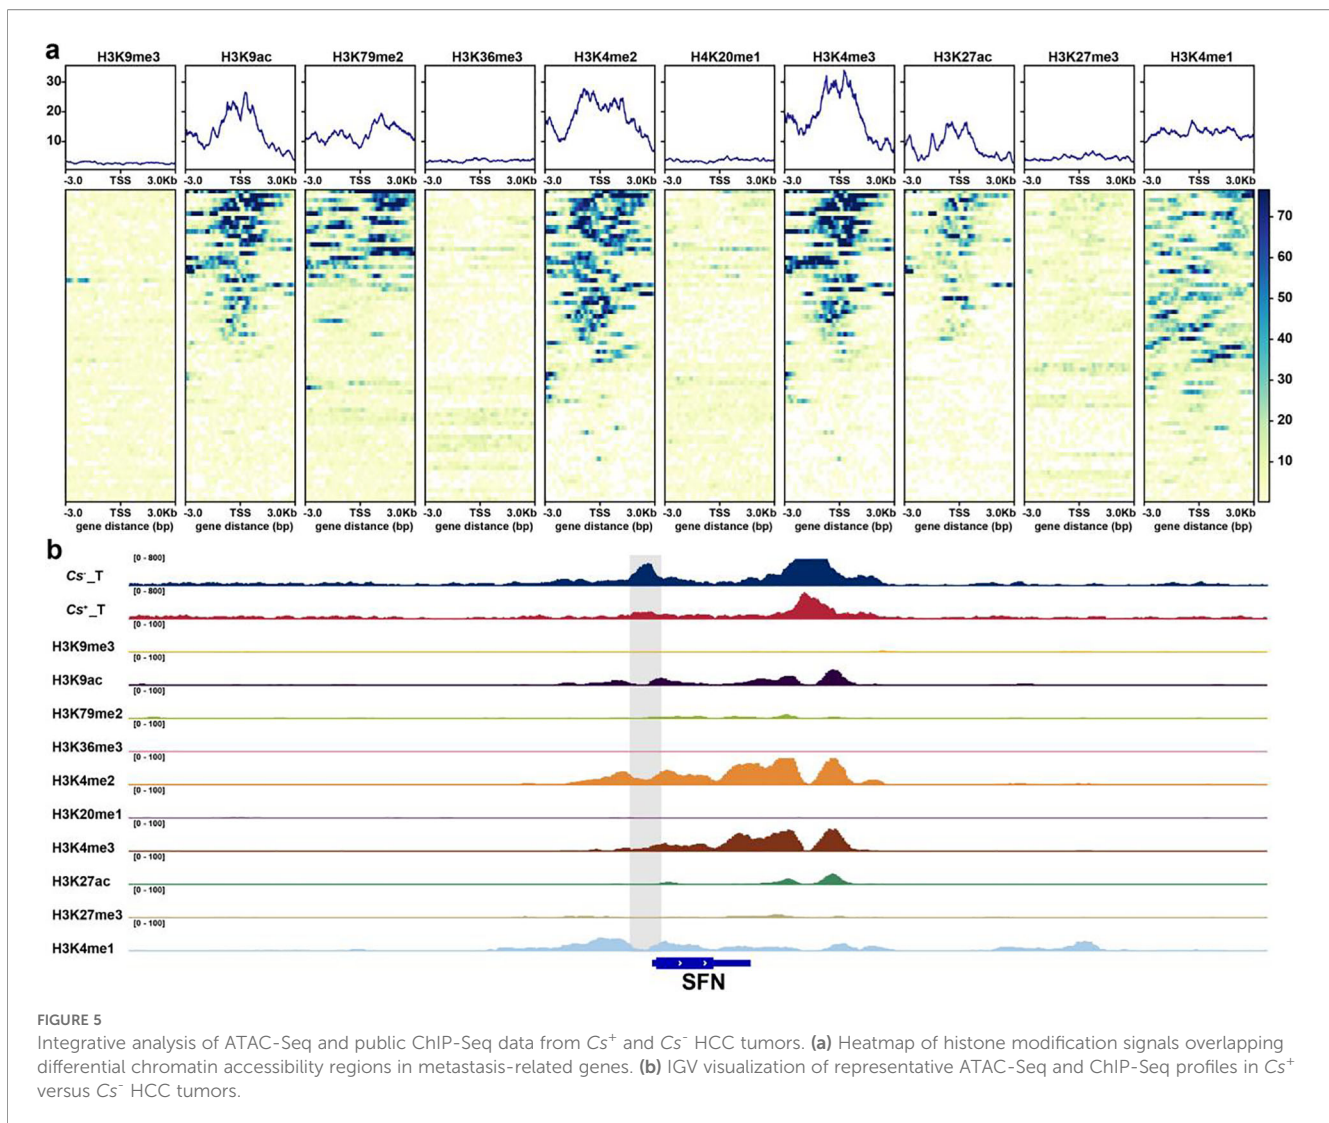 a
H3K9me3 H3K9ac H3K79me2 H3K36me3 H3K4me2 H4K20me1 H3K4me3 H3K27ac H3K27me3 H3K4me1
30
20
10
-3.0 TSS 3.0Kb -3.0 TSS 3.0Kb -3.0 TSS 3.0Kb -3.0 TSS 3.0Kb -3.0 TSS 3.0Kb -3.0 TSS 3.0Kb -3.0 TSS 3.0Kb -3.0 TSS 3.0Kb -3.0 TSS 3.0Kb -3.0 TSS 3.0Kb
70
60
50
40
30
20
10
-3.0 TSS 3.0Kb -3.0 TSS 3.0Kb -3.0 TSS 3.0Kb -3.0 TSS 3.0Kb -3.0 TSS 3.0Kb -3.0 TSS 3.0Kb -3.0 TSS 3.0Kb -3.0 TSS 3.0Kb -3.0 TSS 3.0Kb -3.0 TSS 3.0Kb
gene distance (bp) gene distance (bp) gene distance (bp) gene distance (bp) gene distance (bp) gene distance (bp) gene distance (bp) gene distance (bp) gene distance (bp) gene distance (bp)
b
[0 - 800]
Cs⁻_T
[0 - 800]
Cs⁺_T
[0 - 100]
H3K9me3
[0 - 100]
H3K9ac
[0 - 100]
H3K79me2
[0 - 100]
H3K36me3
[0 - 100]
H3K4me2
[0 - 100]
H3K20me1
[0 - 100]
H3K4me3
[0 - 100]
H3K27ac
[0 - 100]
H3K27me3
[0 - 100]
H3K4me1
SFN
FIGURE 5
Integrative analysis of ATAC-Seq and public ChIP-Seq data from Cs⁺ and Cs⁻ HCC tumors. (a) Heatmap of histone modification signals overlapping
differential chromatin accessibility regions in metastasis-related genes. (b) IGV visualization of representative ATAC-Seq and ChIP-Seq profiles in Cs⁺
versus Cs⁻ HCC tumors.